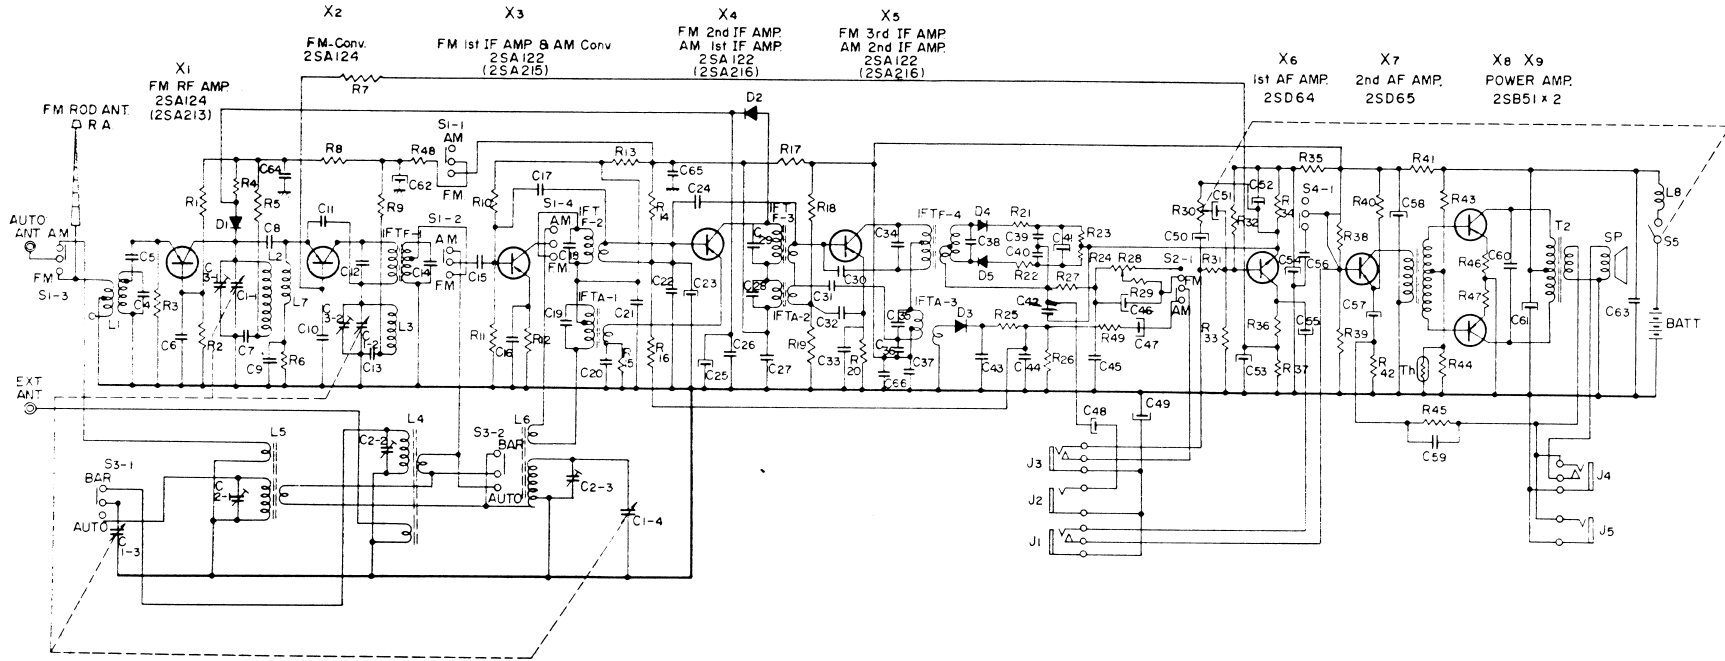 X1
FM RF AMP.
2SA124
(2SA213)
X2
FM-Conv.
2SA124
X3
FM 1st IF AMP. & AM Conv
2SA122
(2SA215)
X4
FM 2nd IF AMP.
AM 1st IF AMP.
2SA122
(2SA216)
X5
FM 3rd IF AMP.
AM 2nd IF AMP.
2SA122
(2SA216)
X6
1st AF AMP.
2SD64
X7
2nd AF AMP.
2SD65
X8 X9
POWER AMP.
2SB51 × 2
FM ROD ANT.
R.A.
R7
D2
S1-1
AM
FM
R1
R4
R5
C64
R8
R48
C62
R9
R10
C17
R13
R14
C65
C24
R17
R18
AUTO
ANT
AM
FM
S1-3
L1
C5
R3
C6
R2
D1
C8
L2
C11
L7
C3-1
C1-1
C7
C9
R6
C10
C12
IFTF-1
C14
S1-2
AM
FM
C15
C3-2
L3
C13
R11
C16
R12
S1-4
AM
FM
C18
IFT
F-2
IFTA-1
C19
C20
C21
R15
R16
C22
C23
C25
C26
C27
C28
C29
IFT
F-3
IFTA-2
C30
C31
C32
R19
C33
R20
C34
IFTF-4
C35
C36
C37
C66
IFTA-3
D3
D4
D5
C38
R21
R22
C39
C40
C41
R23
R24
R27
C42
R25
C43
C44
R26
C45
R28
R29
C46
R49
C47
S2-1
FM
AM
R30
C50
C51
R31
R32
R33
C52
R34
R35
S4-1
C54
C56
C55
R36
R37
C53
R38
R39
R40
C57
R42
C58
R41
R43
R44
Th
R46
R47
C60
C61
T2
SP
C63
L8
S5
BATT
EXT
ANT
S3-1
BAR
AUTO
C1-3
C2-1
L5
C2-2
L4
L6
S3-2
BAR
AUTO
C2-3
C1-4
C48
C49
J3
J2
J1
R45
C59
J4
J5